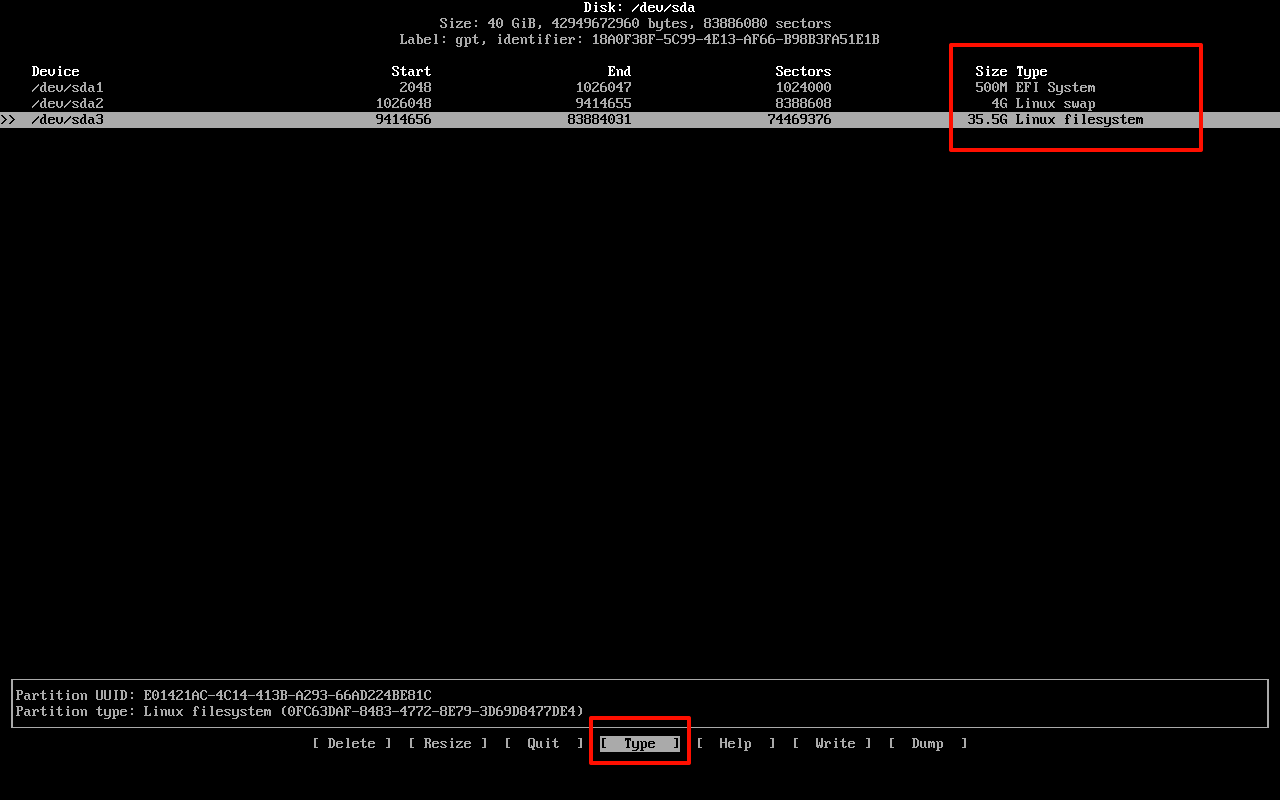 Disk: /dev/sda
Size: 40 GiB, 42949672960 bytes, 83886080 sectors
Label: gpt, identifier: 18A0F38F-5C99-4E13-AF66-B98B3FA51E1B
Device Start End Sectors Size Type
/dev/sda1 2048 1026047 1024000 500M EFI System
/dev/sda2 1026048 9414655 8388608 4G Linux swap
>> /dev/sda3 9414656 83884031 74469376 35.5G Linux filesystem
Partition UUID: E01421AC-4C14-413B-A293-66AD224BE81C
Partition type: Linux filesystem (0FC63DAF-8483-4772-8E79-3D69D8477DE4)
[ Delete ] [ Resize ] [ Quit ] [ Type ] [ Help ] [ Write ] [ Dump ]